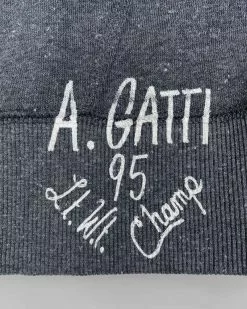 A. GATTI
95
Lt. Wt. Champ